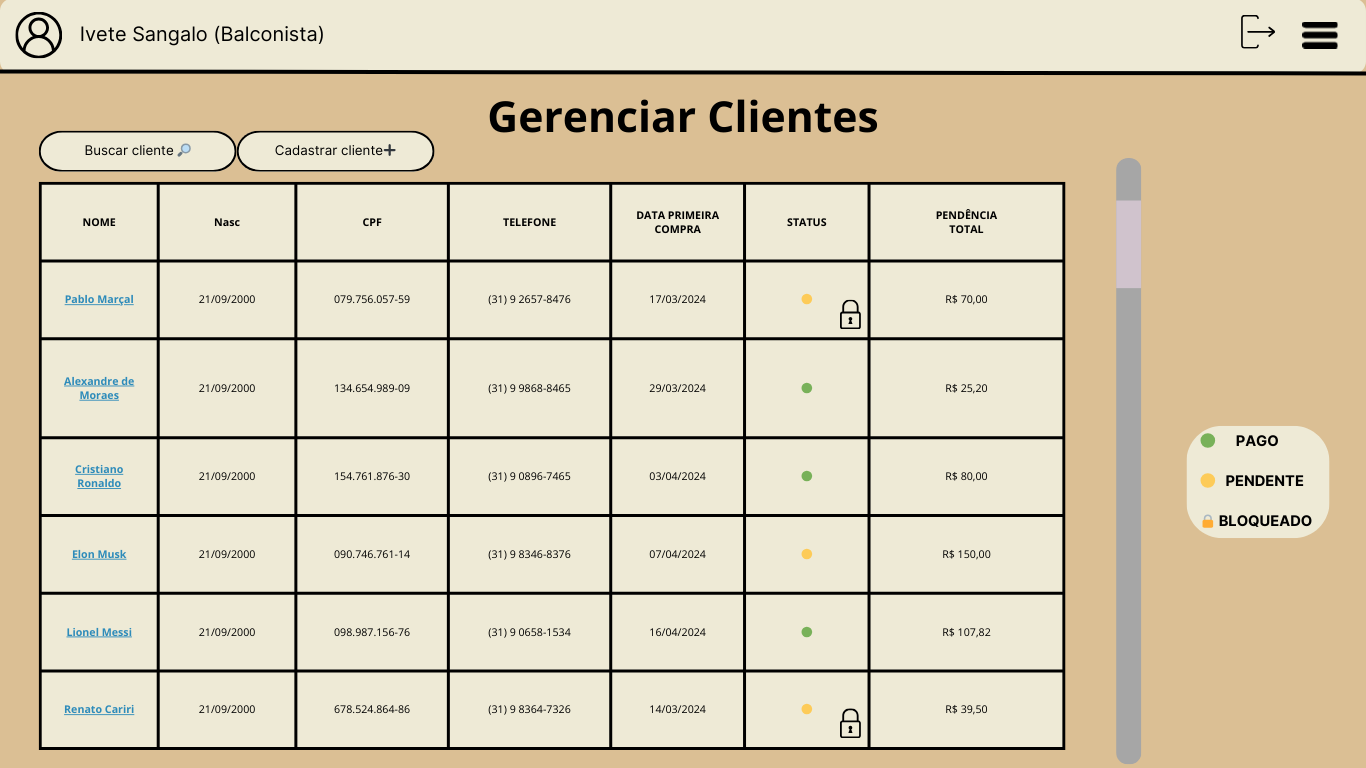 Ivete Sangalo (Balconista)
Gerenciar Clientes
Buscar cliente
Cadastrar cliente
NOME
Nasc
CPF
TELEFONE
DATA PRIMEIRA
COMPRA
STATUS
PENDÊNCIA
TOTAL
Pablo Marçal
21/09/2000
079.756.057-59
(31) 9 2657-8476
17/03/2024
R$ 70,00
Alexandre de
Moraes
21/09/2000
134.654.989-09
(31) 9 9868-8465
29/03/2024
R$ 25,20
Cristiano
Ronaldo
21/09/2000
154.761.876-30
(31) 9 0896-7465
03/04/2024
R$ 80,00
Elon Musk
21/09/2000
090.746.761-14
(31) 9 8346-8376
07/04/2024
R$ 150,00
Lionel Messi
21/09/2000
098.987.156-76
(31) 9 0658-1534
16/04/2024
R$ 107,82
Renato Cariri
21/09/2000
678.524.864-86
(31) 9 8364-7326
14/03/2024
R$ 39,50
PAGO
PENDENTE
BLOQUEADO